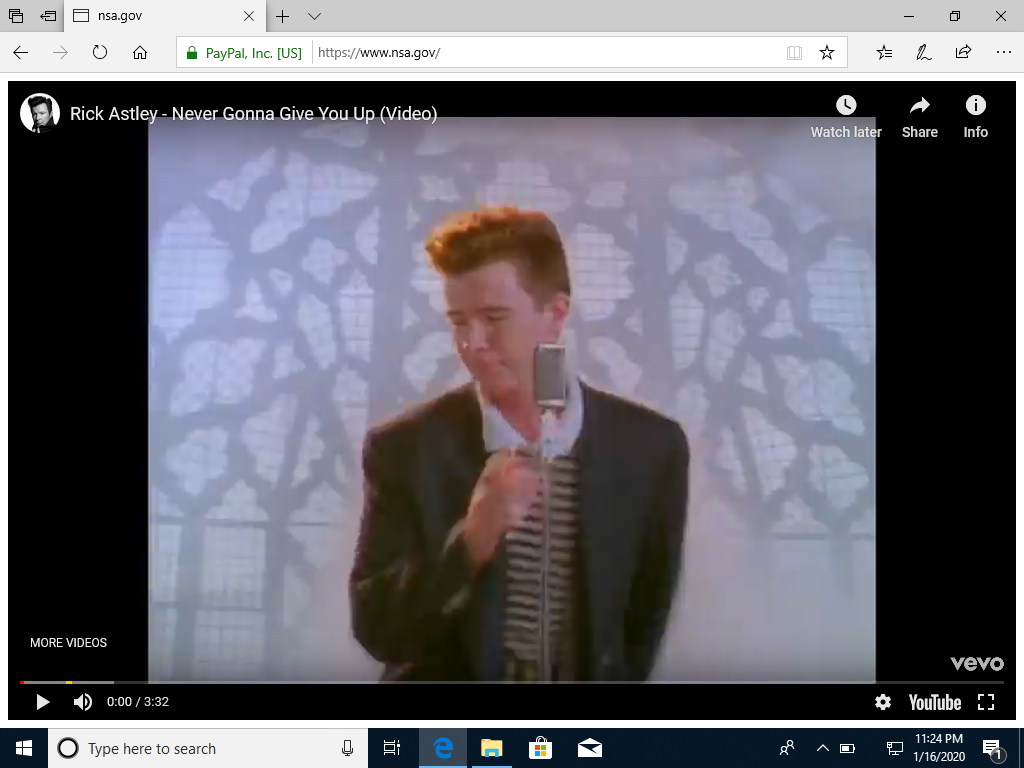 nsa.gov
PayPal, Inc. [US] https://www.nsa.gov/
Rick Astley - Never Gonna Give You Up (Video)
Watch later Share Info
MORE VIDEOS
vevo
0:00 / 3:32
YouTube
Type here to search
11:24 PM
1/16/2020
1